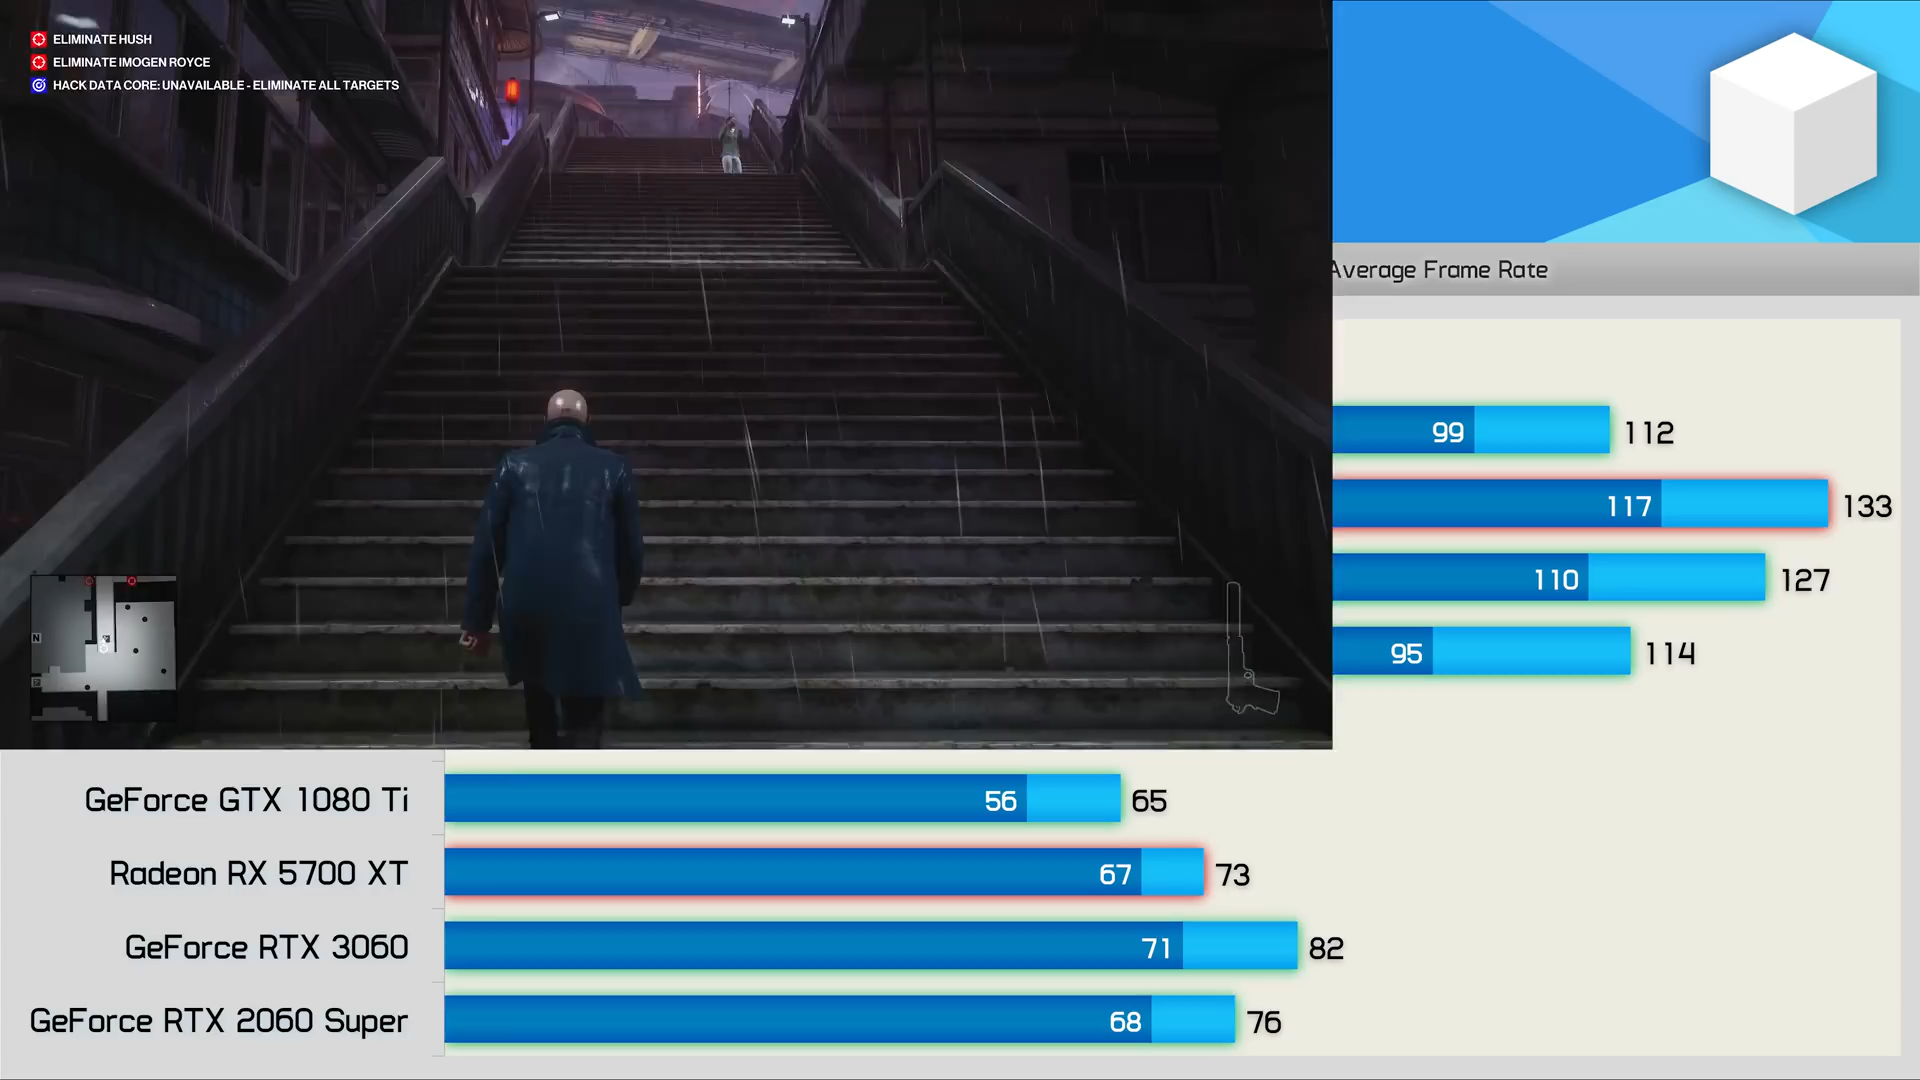 ELIMINATE HUSH
ELIMINATE IMOGEN ROYCE
HACK DATA CORE: UNAVAILABLE - ELIMINATE ALL TARGETS
Average Frame Rate
99 112
117 133
110 127
95 114
N
GeForce GTX 1080 Ti 56 65
Radeon RX 5700 XT 67 73
GeForce RTX 3060 71 82
GeForce RTX 2060 Super 68 76